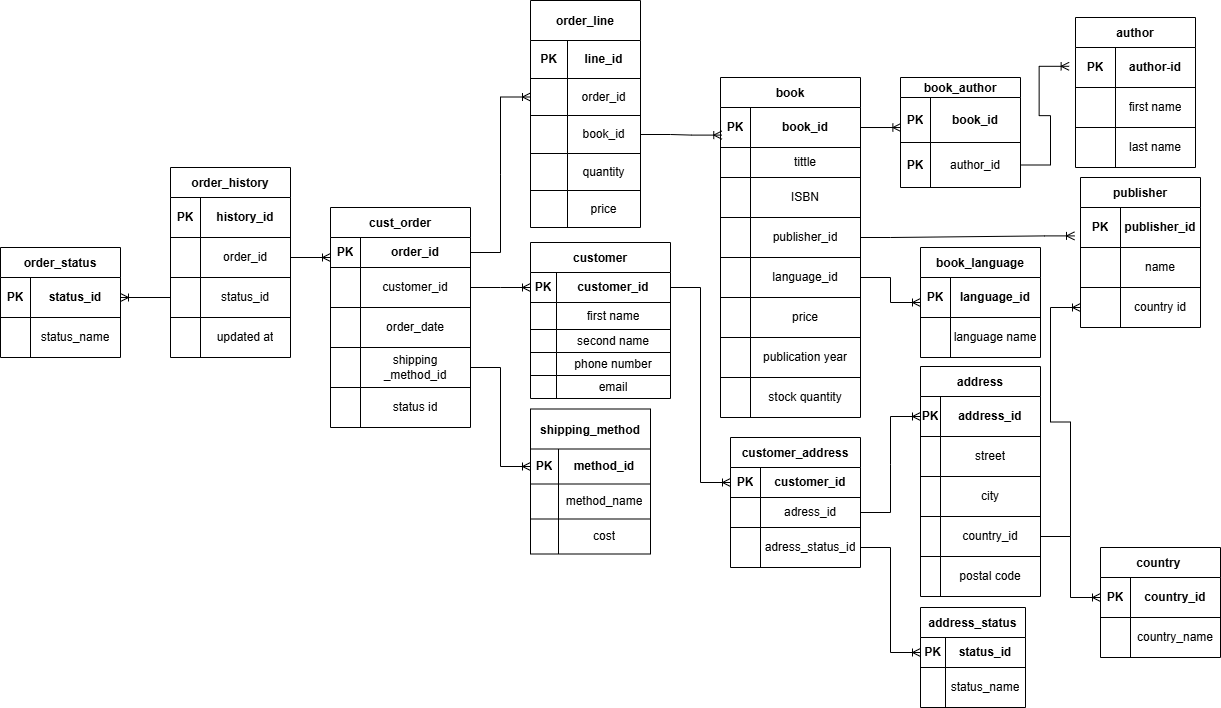 order_line
PK line_id
order_id
book_id
quantity
price
author
PK author-id
first name
last name
book
PK book_id
tittle
ISBN
publisher_id
language_id
price
publication year
stock quantity
book_author
PK book_id
PK author_id
order_history
PK history_id
order_id
status_id
updated at
publisher
PK publisher_id
name
country id
cust_order
PK order_id
customer_id
order_date
shipping
_method_id
status id
order_status
PK status_id
status_name
customer
PK customer_id
first name
second name
phone number
email
book_language
PK language_id
language name
address
PK address_id
street
city
country_id
postal code
shipping_method
PK method_id
method_name
cost
customer_address
PK customer_id
adress_id
adress_status_id
country
PK country_id
country_name
address_status
PK status_id
status_name